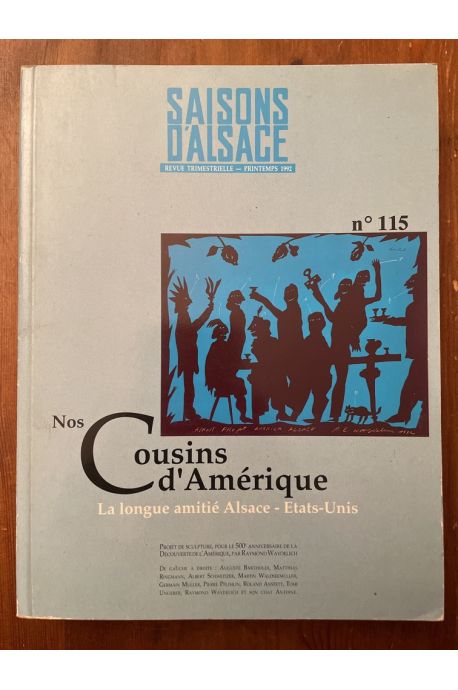 SAISONS
D'ALSACE
REVUE TRIMESTRIELLE — PRINTEMPS 1992
n° 115
Nos
Cousins
d'Amérique
La longue amitié Alsace - Etats-Unis
PROJET DE SCULPTURE, POUR LE 500e ANNIVERSAIRE DE LA
DÉCOUVERTE DE L'AMÉRIQUE, PAR RAYMOND WAYDELICH
DE GAUCHE À DROITE : AUGUSTE BARTHOLDI, MATTHIAS
RINGMANN, ALBERT SCHWEITZER, MARTIN WALDSEEMÜLLER,
GERMAIN MULLER, PIERRE PFLIMLIN, ROLAND ANSTETT, TOMI
UNGERER, RAYMOND WAYDELICH ET SON CHAT ANTOINE.